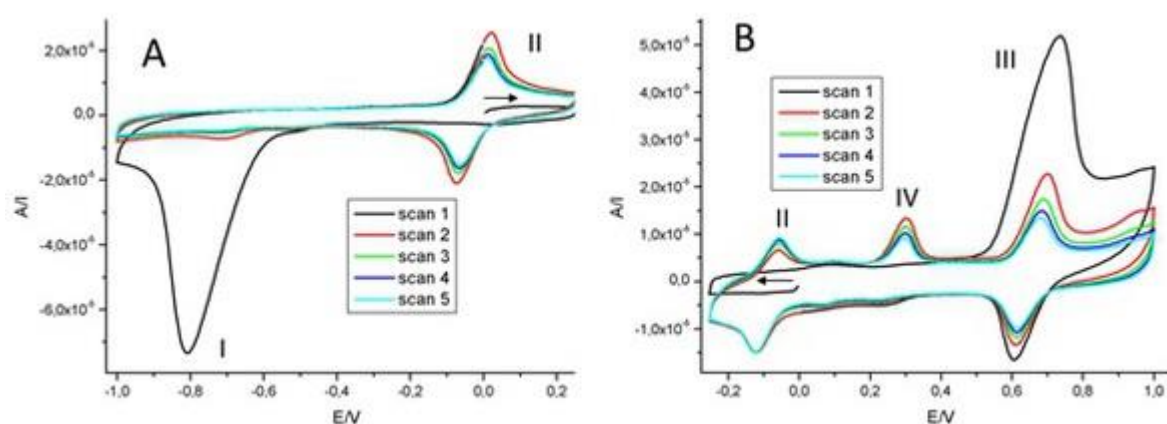 A
II
2,0x10⁻⁶
0,0
-2,0x10⁻⁶
-4,0x10⁻⁶
-6,0x10⁻⁶
A/I
scan 1
scan 2
scan 3
scan 4
scan 5
I
-1,0 -0,8 -0,6 -0,4 -0,2 0,0 0,2
E/V
B
III
5,0x10⁻⁶
4,0x10⁻⁶
3,0x10⁻⁶
2,0x10⁻⁶
1,0x10⁻⁶
0,0
-1,0x10⁻⁶
A/I
scan 1
scan 2
scan 3
scan 4
scan 5
II
IV
-0,2 0,0 0,2 0,4 0,6 0,8 1,0
E/V